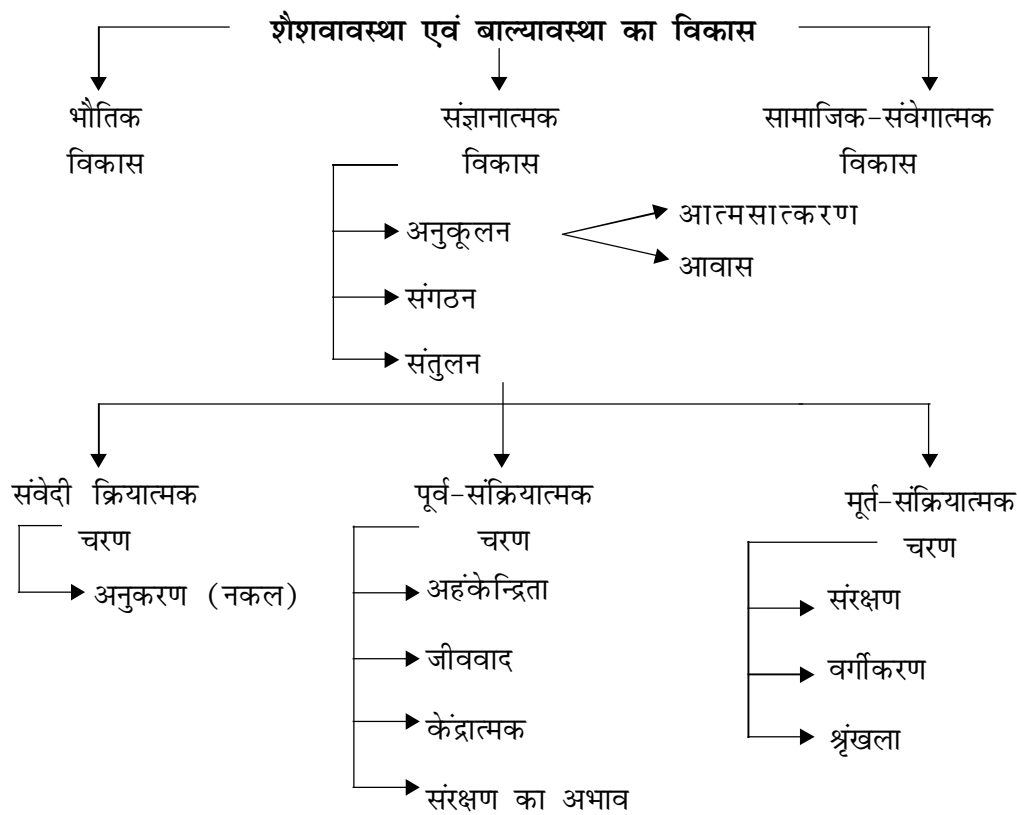 शैशवावस्था एवं बाल्यावस्था का विकास
भौतिक
विकास
संज्ञानात्मक
विकास
सामाजिक-संवेगात्मक
विकास
अनुकूलन
आत्मसात्करण
आवास
संगठन
संतुलन
संवेदी क्रियात्मक
चरण
अनुकरण (नकल)
पूर्व-संक्रियात्मक
चरण
अहंकेन्द्रिता
जीववाद
केंद्रात्मक
संरक्षण का अभाव
मूर्त-संक्रियात्मक
चरण
संरक्षण
वर्गीकरण
श्रृंखला